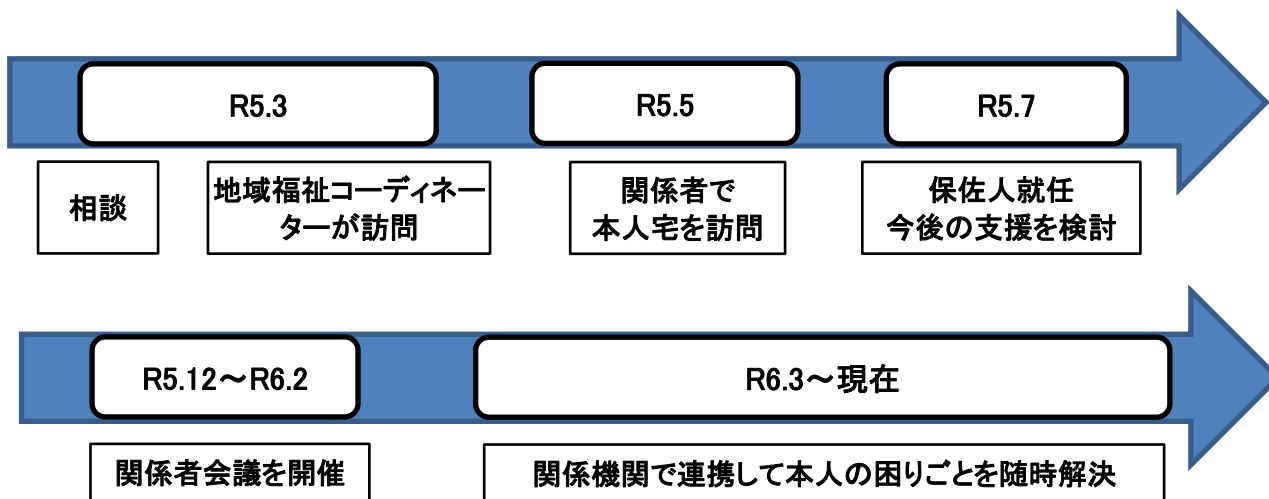 R5.3
R5.5
R5.7
相談
地域福祉コーディネー
ターが訪問
関係者で
本人宅を訪問
保佐人就任
今後の支援を検討
R5.12～R6.2
R6.3～現在
関係者会議を開催
関係機関で連携して本人の困りごとを随時解決